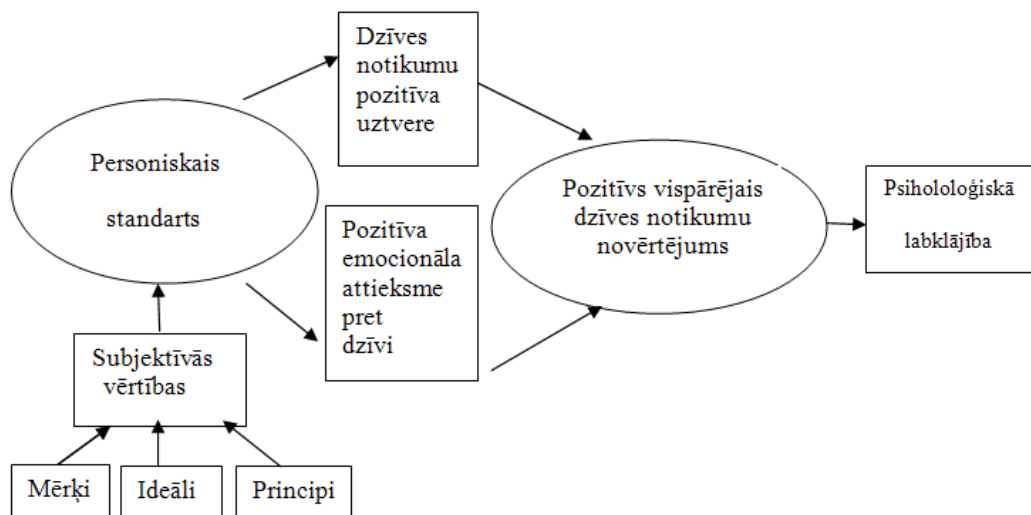 Dzīves
notikumu
pozitīva
uztvere
Personiskais
standarts
Pozitīva
emocionāla
attieksme
pret
dzīvi
Pozitīvs vispārējais
dzīves notikumu
novērtējums
Psihololoģiskā
labklājība
Subjektīvās
vērtības
Mērķi
Ideāli
Principi